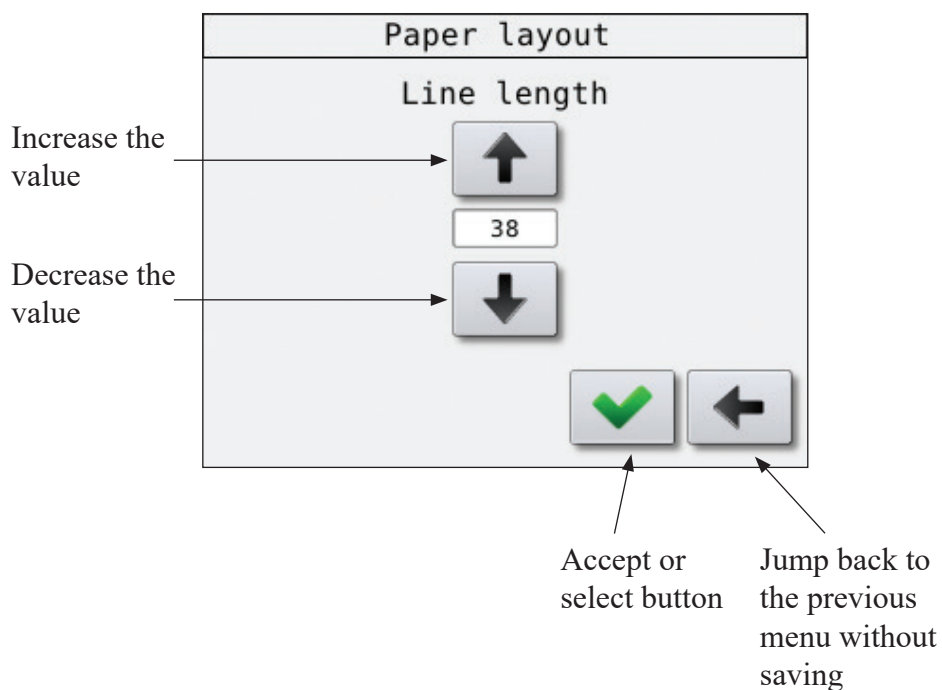 Paper layout
Line length
Increase the
value
38
Decrease the
value
Accept or
select button
Jump back to
the previous
menu without
saving